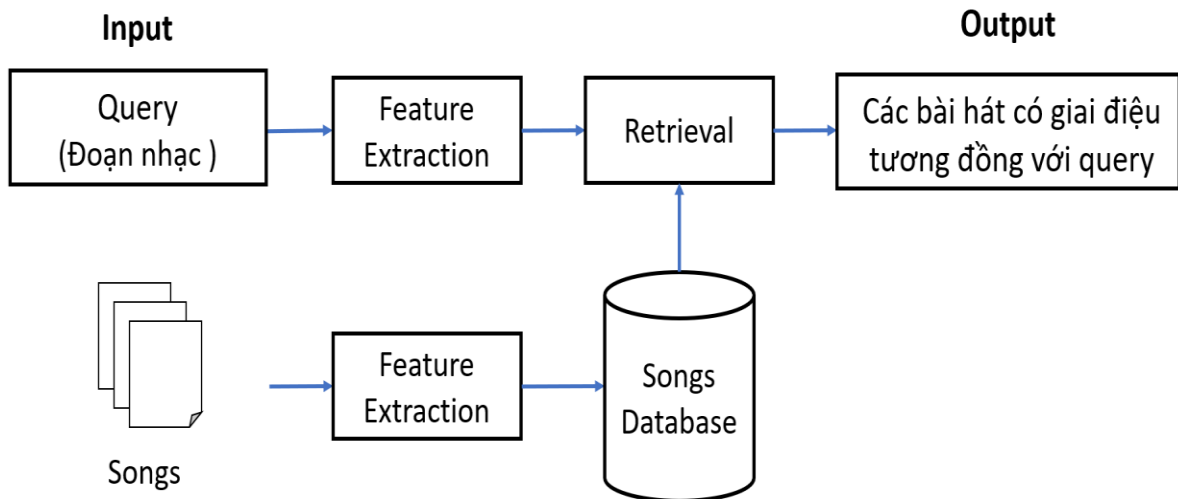 Input
Output
Query
(Đoạn nhạc )
Feature
Extraction
Retrieval
Các bài hát có giai điệu
tương đồng với query
Songs
Feature
Extraction
Songs
Database